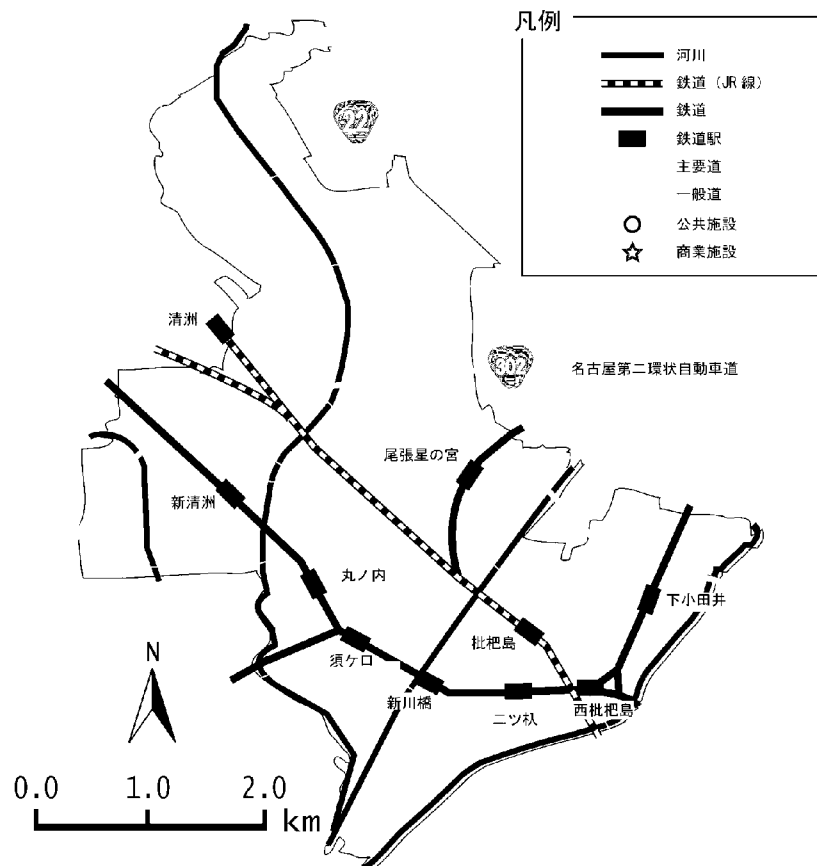 凡例
河川
鉄道（JR線）
鉄道
鉄道駅
主要道
一般道
公共施設
商業施設
22
清洲
302
名古屋第二環状自動車道
尾張星の宮
新清洲
丸ノ内
下小田井
枇杷島
須ケ口
新川橋
二ツ杁
西枇杷島
N
0.0 1.0 2.0
km